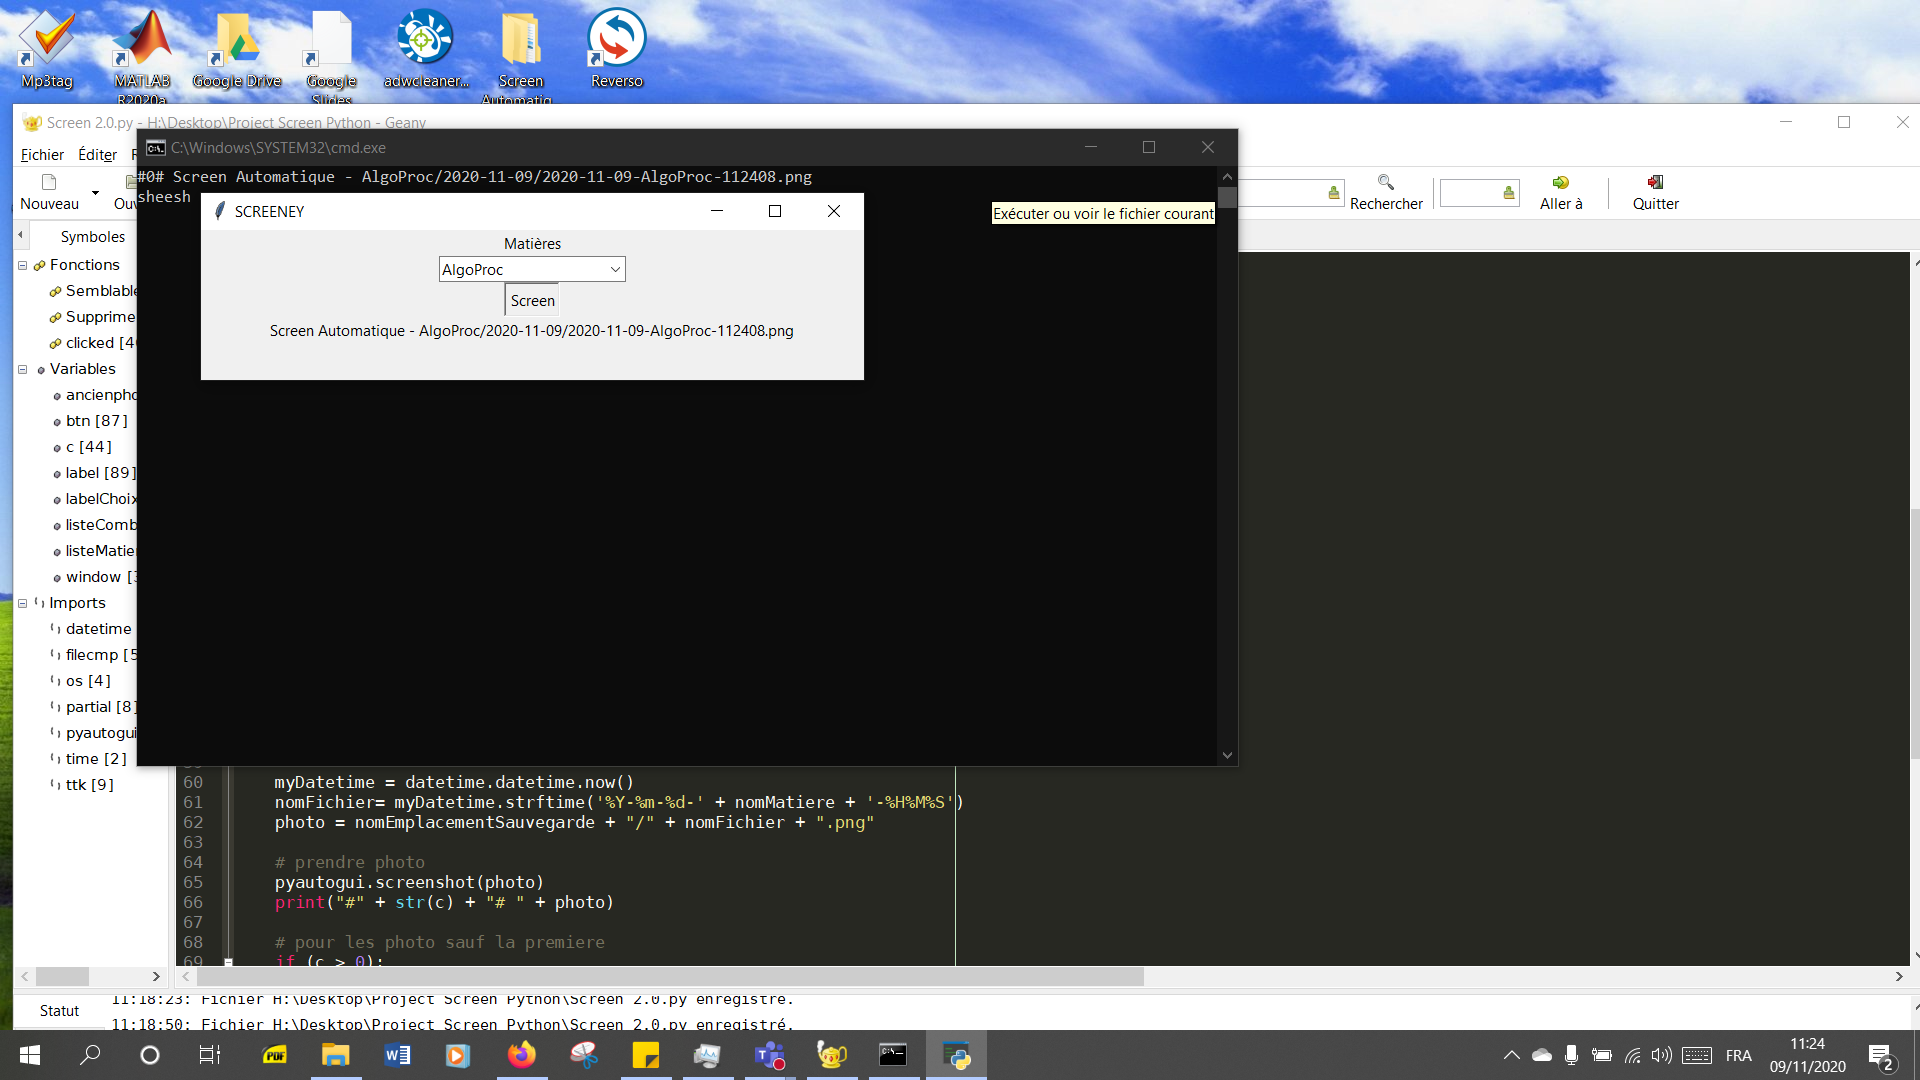 Mp3tag
MATLAB R2020a
Google Drive
Google Slides
adwcleaner...
Screen Automatiq
Reverso
Screen 2.0.py - H:\Desktop\Project Screen Python - Geany
Fichier Éditer
C:\Windows\SYSTEM32\cmd.exe
#0# Screen Automatique - AlgoProc/2020-11-09/2020-11-09-AlgoProc-112408.png
sheesh
Nouveau
Ouv
Rechercher
Aller à
Quitter
Exécuter ou voir le fichier courant
SCREENEY
Matières
AlgoProc
Screen
Screen Automatique - AlgoProc/2020-11-09/2020-11-09-AlgoProc-112408.png
Symboles
Fonctions
Semblable
Supprime
clicked [4
Variables
ancienpho
btn [87]
c [44]
label [89]
labelChoix
listeComb
listeMatier
window [3
Imports
datetime
filecmp [5
os [4]
partial [8]
pyautogui
time [2]
ttk [9]
60 myDatetime = datetime.datetime.now()
61 nomFichier= myDatetime.strftime('%Y-%m-%d-' + nomMatiere + '-%H%M%S')
62 photo = nomEmplacementSauvegarde + "/" + nomFichier + ".png"
63
64 # prendre photo
65 pyautogui.screenshot(photo)
66 print("#" + str(c) + "# " + photo)
67
68 # pour les photo sauf la premiere
69 if (c > 0):
Statut
11:18:23: Fichier H:\Desktop\Project Screen Python\Screen 2.0.py enregistré.
11:18:50: Fichier H:\Desktop\Project Screen Python\Screen 2.0.py enregistré.
PDF
FRA
11:24
09/11/2020
2